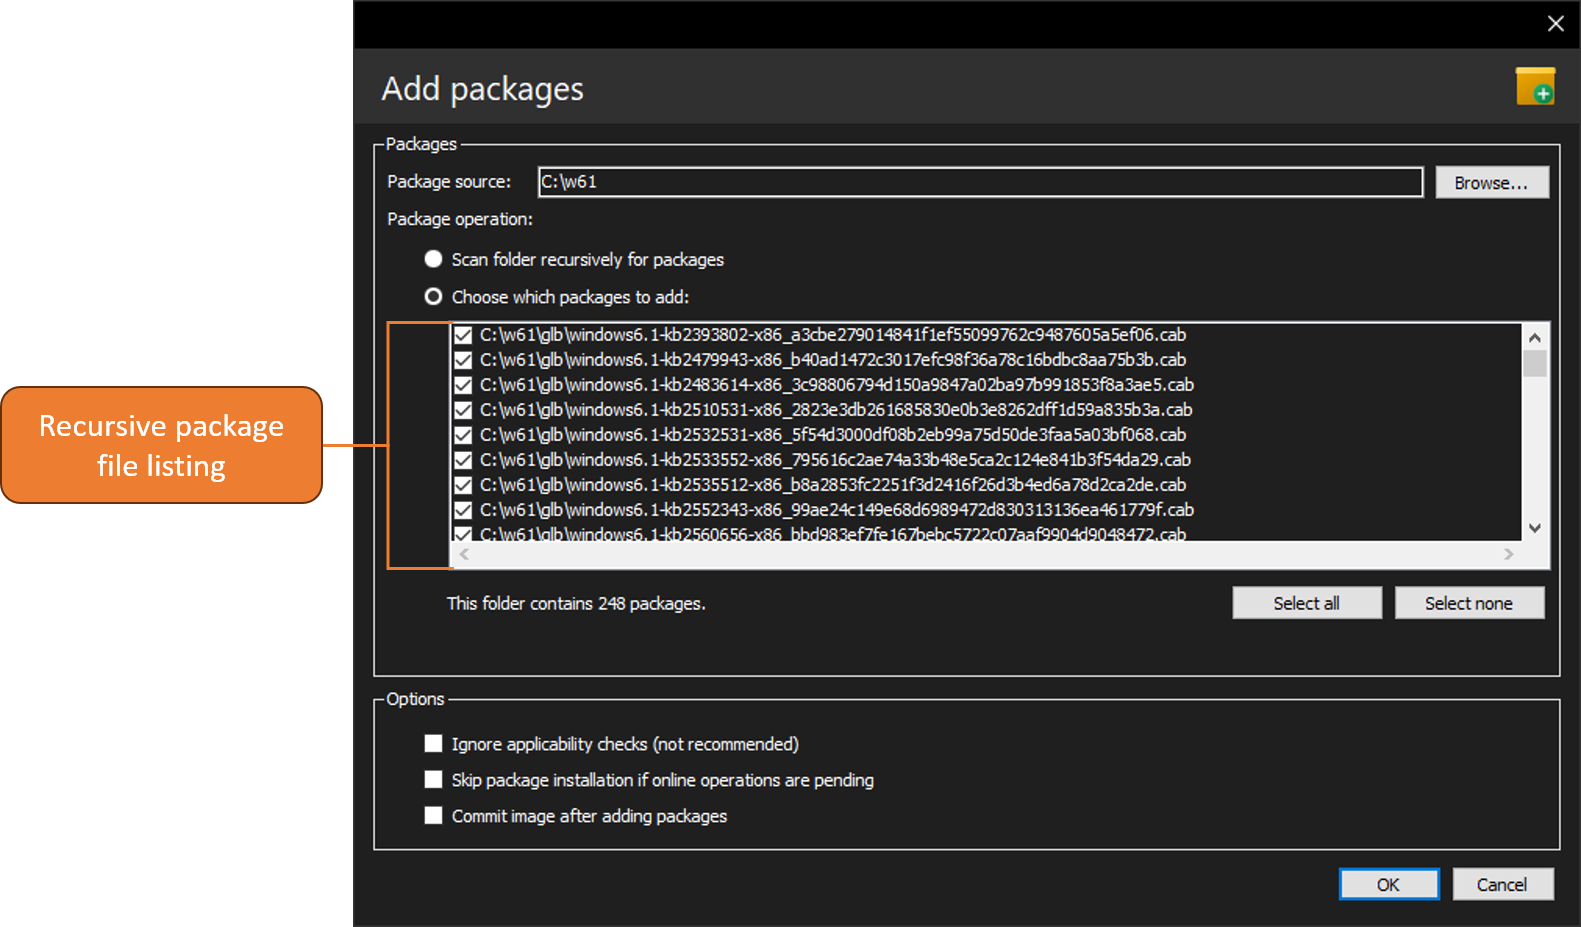 Add packages
Packages
Package source:
C:\w61
Browse...
Package operation:
Scan folder recursively for packages
Choose which packages to add:
C:\w61\glb\windows6.1-kb2393802-x86_a3cbe279014841f1ef55099762c9487605a5ef06.cab
C:\w61\glb\windows6.1-kb2479943-x86_b40ad1472c3017efc98f36a78c16bdbc8aa75b3b.cab
C:\w61\glb\windows6.1-kb2483614-x86_3c98806794d150a9847a02ba97b991853f8a3ae5.cab
C:\w61\glb\windows6.1-kb2510531-x86_2823e3db261685830e0b3e8262dff1d59a835b3a.cab
C:\w61\glb\windows6.1-kb2532531-x86_5f54d3000df08b2eb99a75d50de3faa5a03bf068.cab
C:\w61\glb\windows6.1-kb2533552-x86_795616c2ae74a33b48e5ca2c124e841b3f54da29.cab
C:\w61\glb\windows6.1-kb2535512-x86_b8a2853fc2251f3d2416f26d3b4ed6a78d2ca2de.cab
C:\w61\glb\windows6.1-kb2552343-x86_99ae24c149e68d6989472d830313136ea461779f.cab
C:\w61\glb\windows6.1-kb2560656-x86_bbd983ef7fe167bebc5722c07aaf9904d9048472.cab
Recursive package
file listing
This folder contains 248 packages.
Select all
Select none
Options
Ignore applicability checks (not recommended)
Skip package installation if online operations are pending
Commit image after adding packages
OK
Cancel